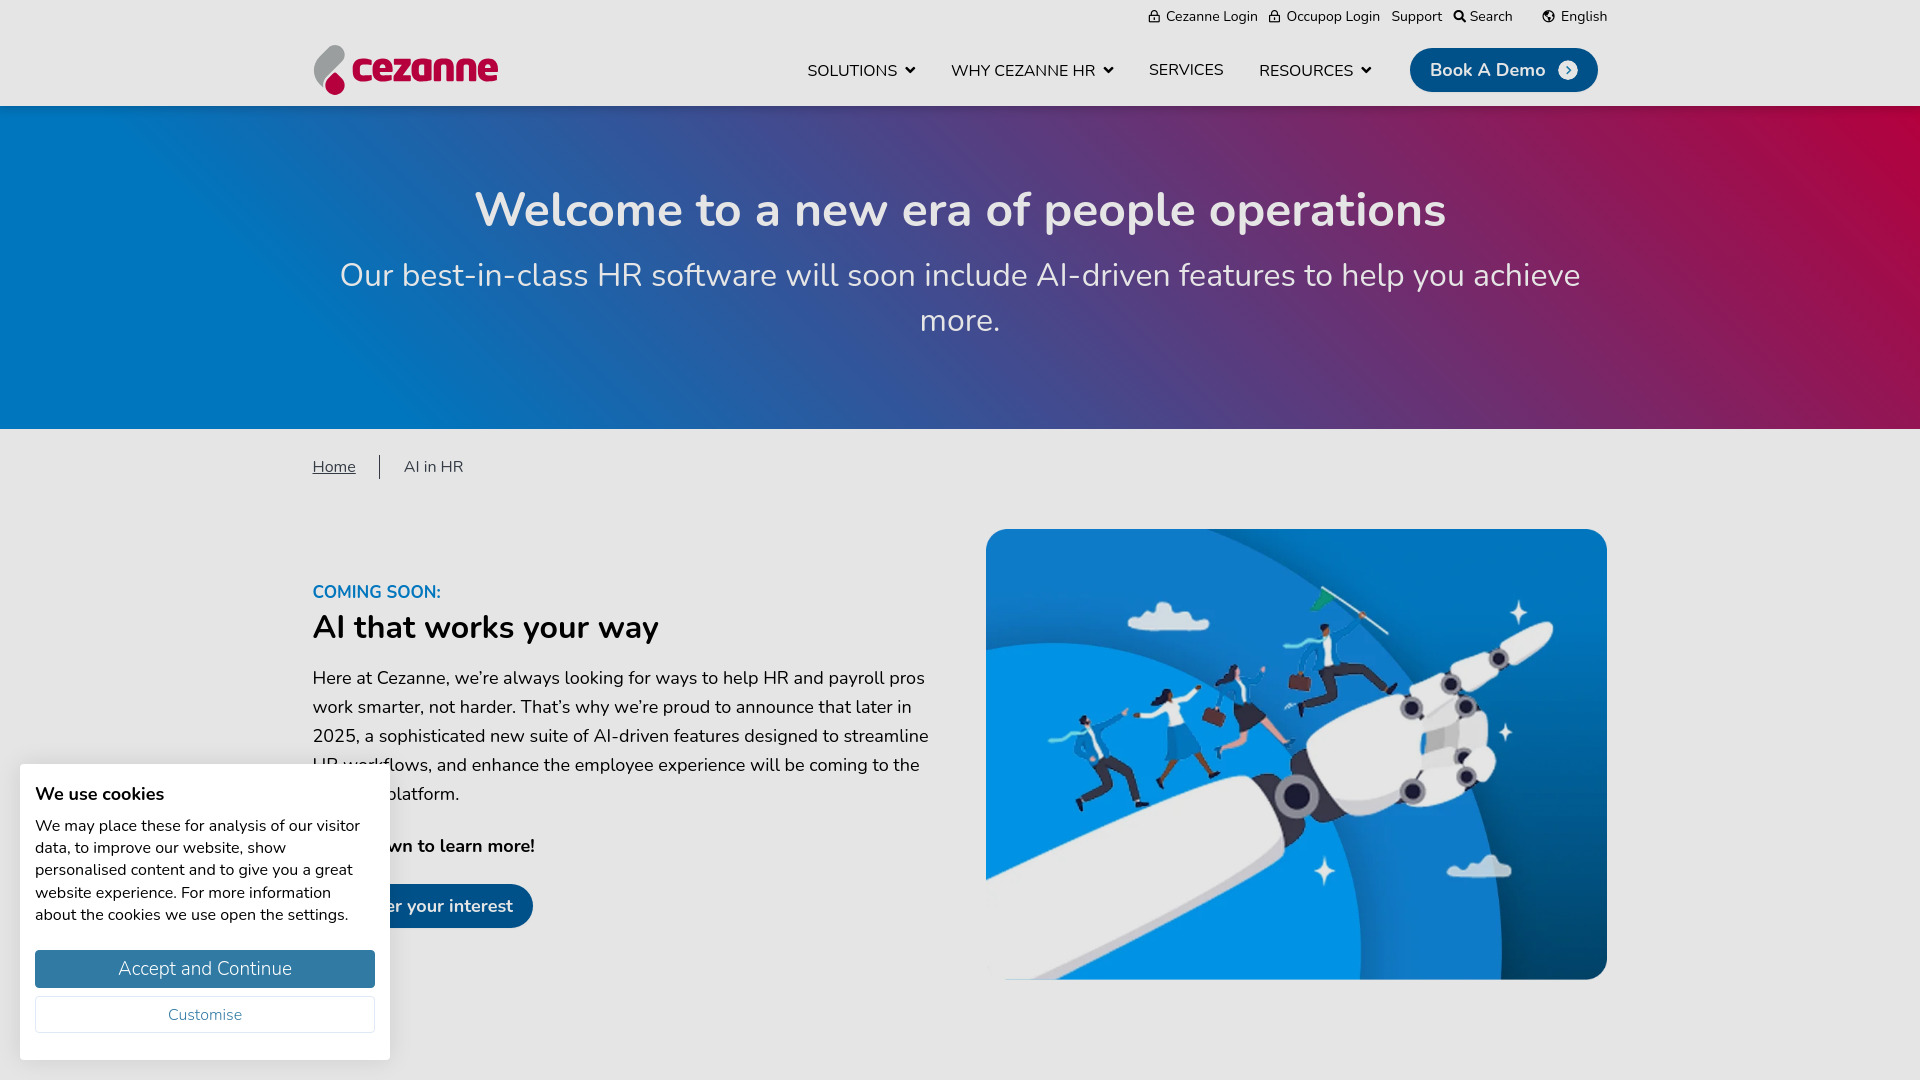 Cezanne Login Occupop Login Support Search English
cezanne
SOLUTIONS WHY CEZANNE HR SERVICES RESOURCES Book A Demo
Welcome to a new era of people operations
Our best-in-class HR software will soon include AI-driven features to help you achieve
more.
Home AI in HR
COMING SOON:
AI that works your way
Here at Cezanne, we’re always looking for ways to help HR and payroll pros
work smarter, not harder. That’s why we’re proud to announce that later in
2025, a sophisticated new suite of AI-driven features designed to streamline
HR workflows, and enhance the employee experience will be coming to the
platform.
to learn more!
your interest
We use cookies
We may place these for analysis of our visitor
data, to improve our website, show
personalised content and to give you a great
website experience. For more information
about the cookies we use open the settings.
Accept and Continue
Customise